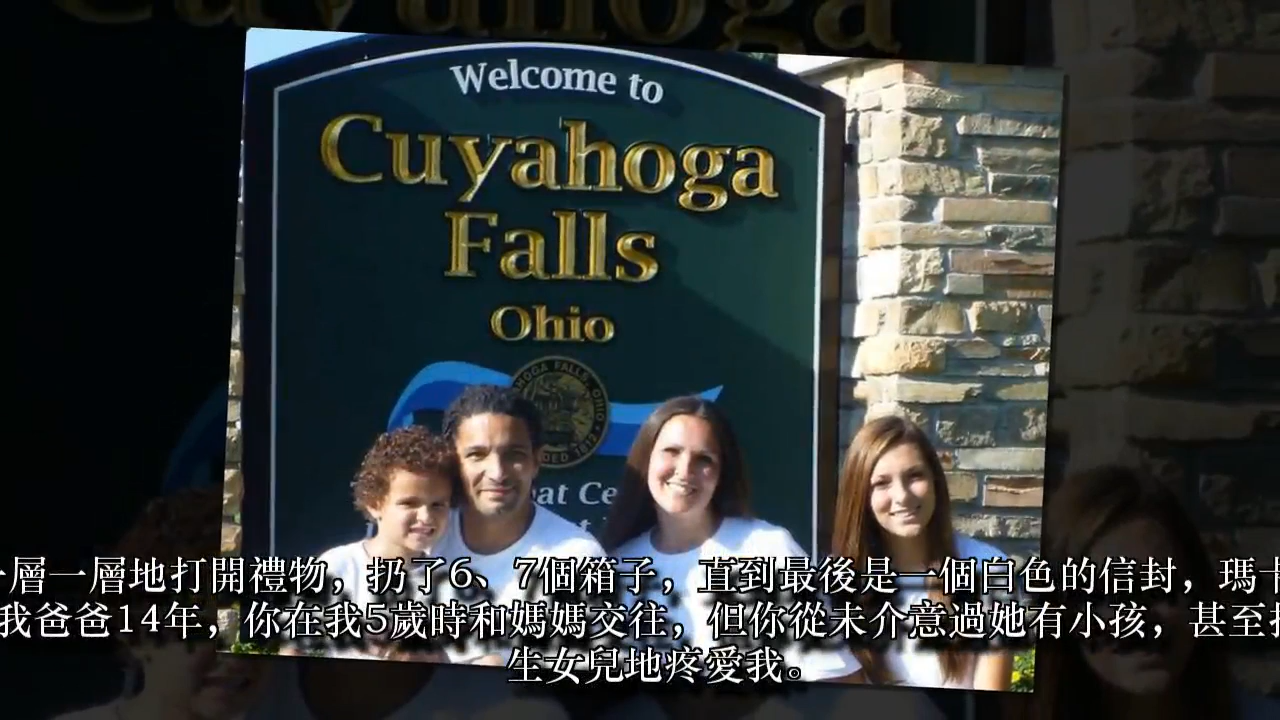 Cuyahoga
Welcome to
Cuyahoga
Falls
Ohio
一層一層地打開禮物，扔了6、7個箱子，直到最後是一個白色的信封，瑪
我爸爸14年，你在我5歲時和媽媽交往，但你從未介意過她有小孩，甚至
生女兒地疼愛我。